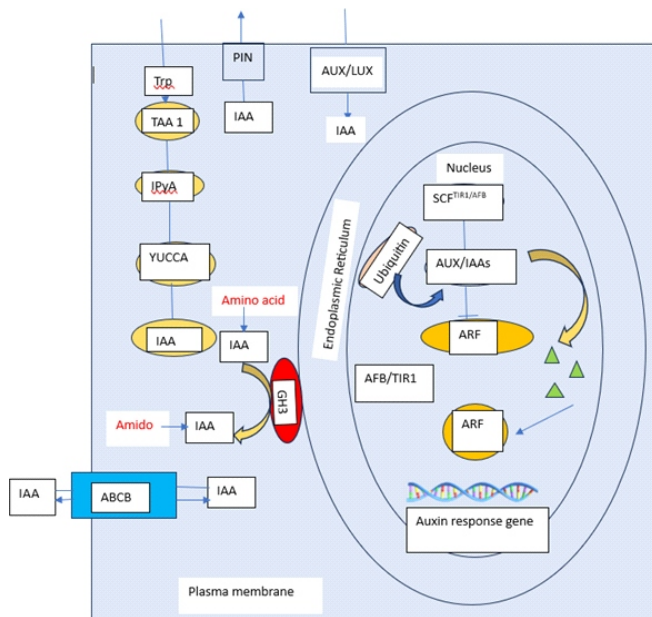 PIN
AUX/LUX
Trp
TAA 1
IAA
IAA
IPyA
YUCCA
IAA
Amino acid
IAA
GH3
Amido
IAA
IAA
ABCB
IAA
Plasma membrane
Endoplasmic Reticulum
Nucleus
SCFTIR1/AFB
Ubiquitin
AUX/IAAs
ARF
AFB/TIR1
ARF
Auxin response gene